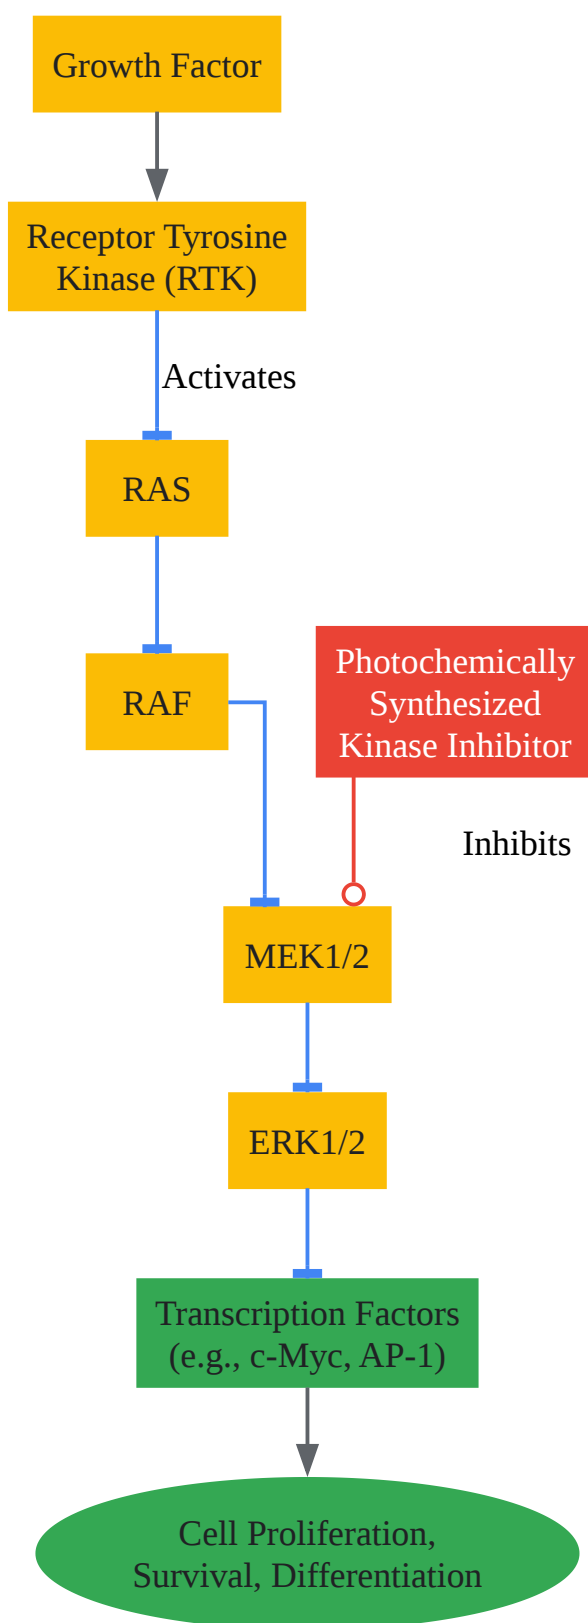 Growth Factor
Receptor Tyrosine
Kinase (RTK)
Activates
RAS
RAF
Photochemically
Synthesized
Kinase Inhibitor
Inhibits
MEK1/2
ERK1/2
Transcription Factors
(e.g., c-Myc, AP-1)
Cell Proliferation,
Survival, Differentiation